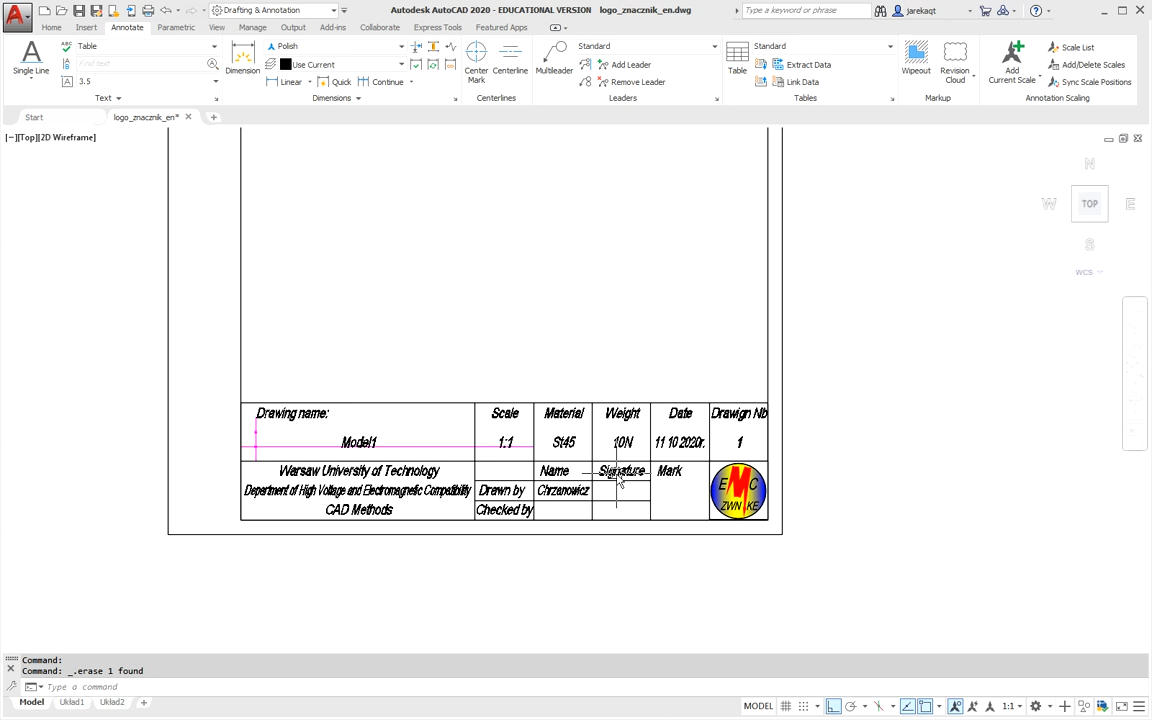 Drafting & Annotation
Autodesk AutoCAD 2020 - EDUCATIONAL VERSION logo_znacznik_en.dwg
Type a keyword or phrase
jarekaqt
Home Insert Annotate Parametric View Manage Output Add-ins Collaborate Express Tools Featured Apps
Single Line
ABC Table
Find text
3.5
Text
Dimension
Polish
Use Current
Linear Quick Continue
Dimensions
Center Mark
Centerline
Centerlines
Multileader
Standard
Add Leader
Remove Leader
Leaders
Table
Standard
Extract Data
Link Data
Tables
Wipeout
Revision Cloud
Markup
Add Current Scale
Scale List
Add/Delete Scales
Sync Scale Positions
Annotation Scaling
Start
logo_znacznik_en*
[−][Top][2D Wireframe]
N
W TOP E
S
WCS
Drawing name: Scale Material Weight Date Drawign Nb
Model1 1:1 St45 10N 11 10 2020r. 1
Warsaw University of Technology Name Signature Mark
Department of High Voltage and Electromagnetic Compatibility Drawn by Chrzanowicz
CAD Methods Checked by
E M C
ZWN KE
Command:
Command: _.erase 1 found
Type a command
Model Układ1 Układ2
MODEL 1:1